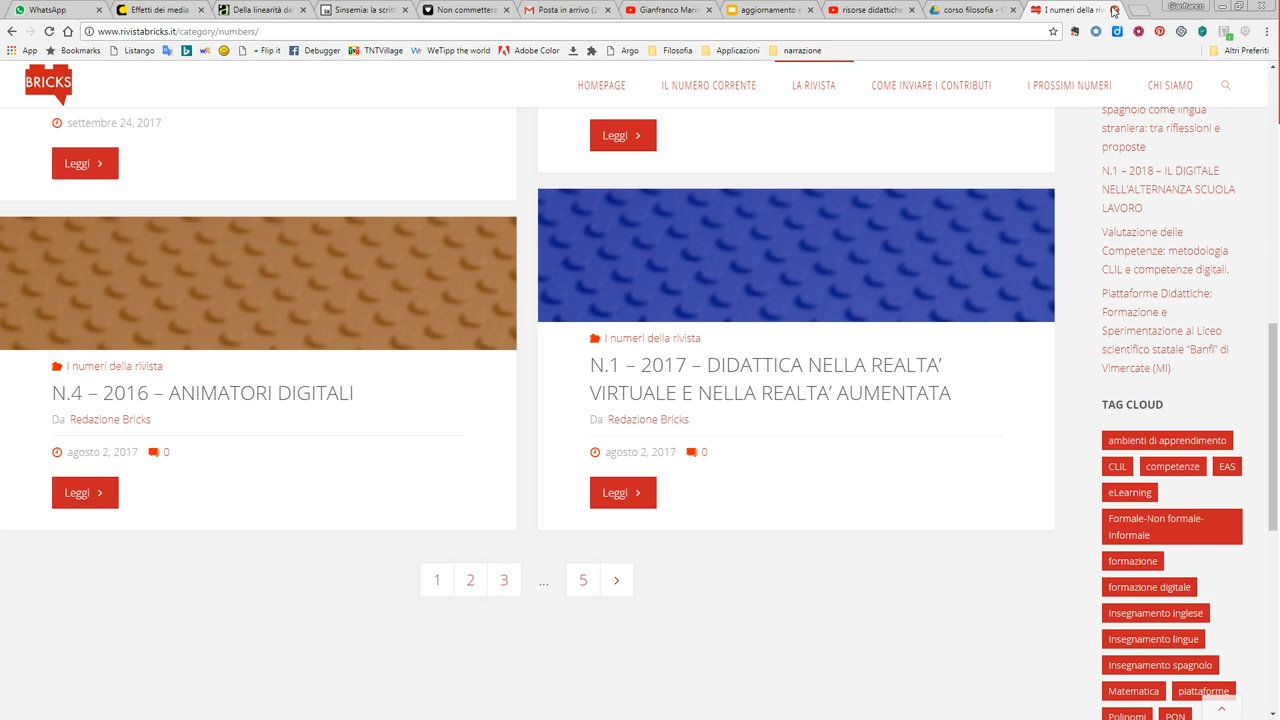 WhatsApp
Effetti dei media
Della linearità de
Sinsemia: la scritt
Non.commetter
Posta in arrivo (1
Gianfranco Marin
aggiornamento e
risorse didattiche
corso filosofia - G
I numeri della riv
Gianfranco
www.rivistabricks.it/category/numbers/
App
Listango
+ Flip it
Debugger
TNTVillage
WeTipp the world
Adobe Color
Argo
Filosofia
Applicazioni
narrazione
Altri Preferiti
BRICKS
HOMEPAGE
IL NUMERO CORRENTE
LA RIVISTA
COME INVIARE I CONTRIBUTI
I PROSSIMI NUMERI
CHI SIAMO
settembre 24, 2017
Leggi
Leggi
I numeri della rivista
N.4 – 2016 – ANIMATORI DIGITALI
Da Redazione Bricks
agosto 2, 2017 0
Leggi
I numeri della rivista
N.1 – 2017 – DIDATTICA NELLA REALTA’
VIRTUALE E NELLA REALTA’ AUMENTATA
Da Redazione Bricks
agosto 2, 2017 0
Leggi
1 2 3 ... 5
spagnolo come lingua
straniera: tra riflessioni e
proposte
N.1 – 2018 – IL DIGITALE
NELL’ALTERNANZA SCUOLA
LAVORO
Valutazione delle
Competenze: metodologia
CLIL e competenze digitali.
Piattaforme Didattiche:
Formazione e
Sperimentazione al Liceo
scientifico statale “Banfi” di
Vimercate (MI)
TAG CLOUD
ambienti di apprendimento
CLIL competenze EAS
eLearning
Formale-Non formale-
Informale
formazione
formazione digitale
Insegnamento inglese
Insegnamento lingue
Insegnamento spagnolo
Matematica piattaforme
Polinomi PON